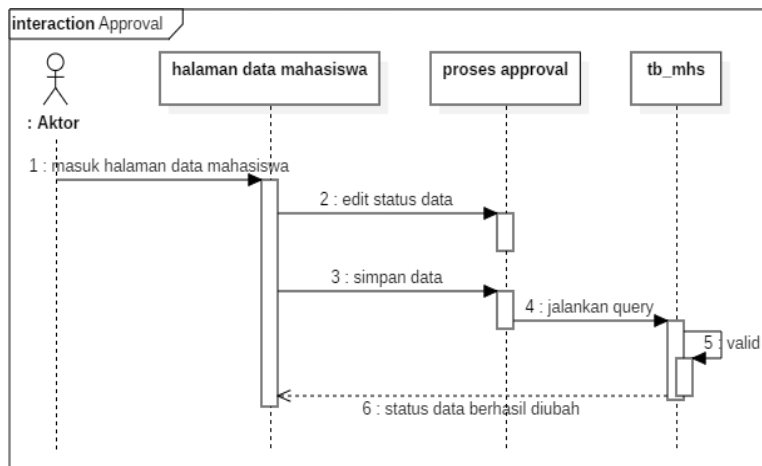 interaction Approval
halaman data mahasiswa
proses approval
tb_mhs
: Aktor
1 : masuk halaman data mahasiswa
2 : edit status data
3 : simpan data
4 : jalankan query
5 : valid
6 : status data berhasil diubah